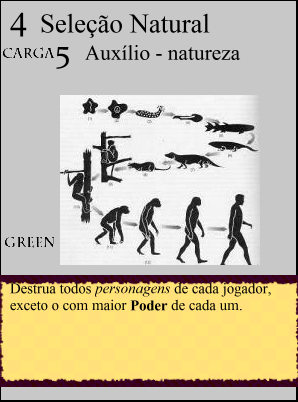 4 Seleção Natural
CARGA 5 Auxílio - natureza
GREEN
Destrua todos personagens de cada jogador,
exceto o com maior Poder de cada um.